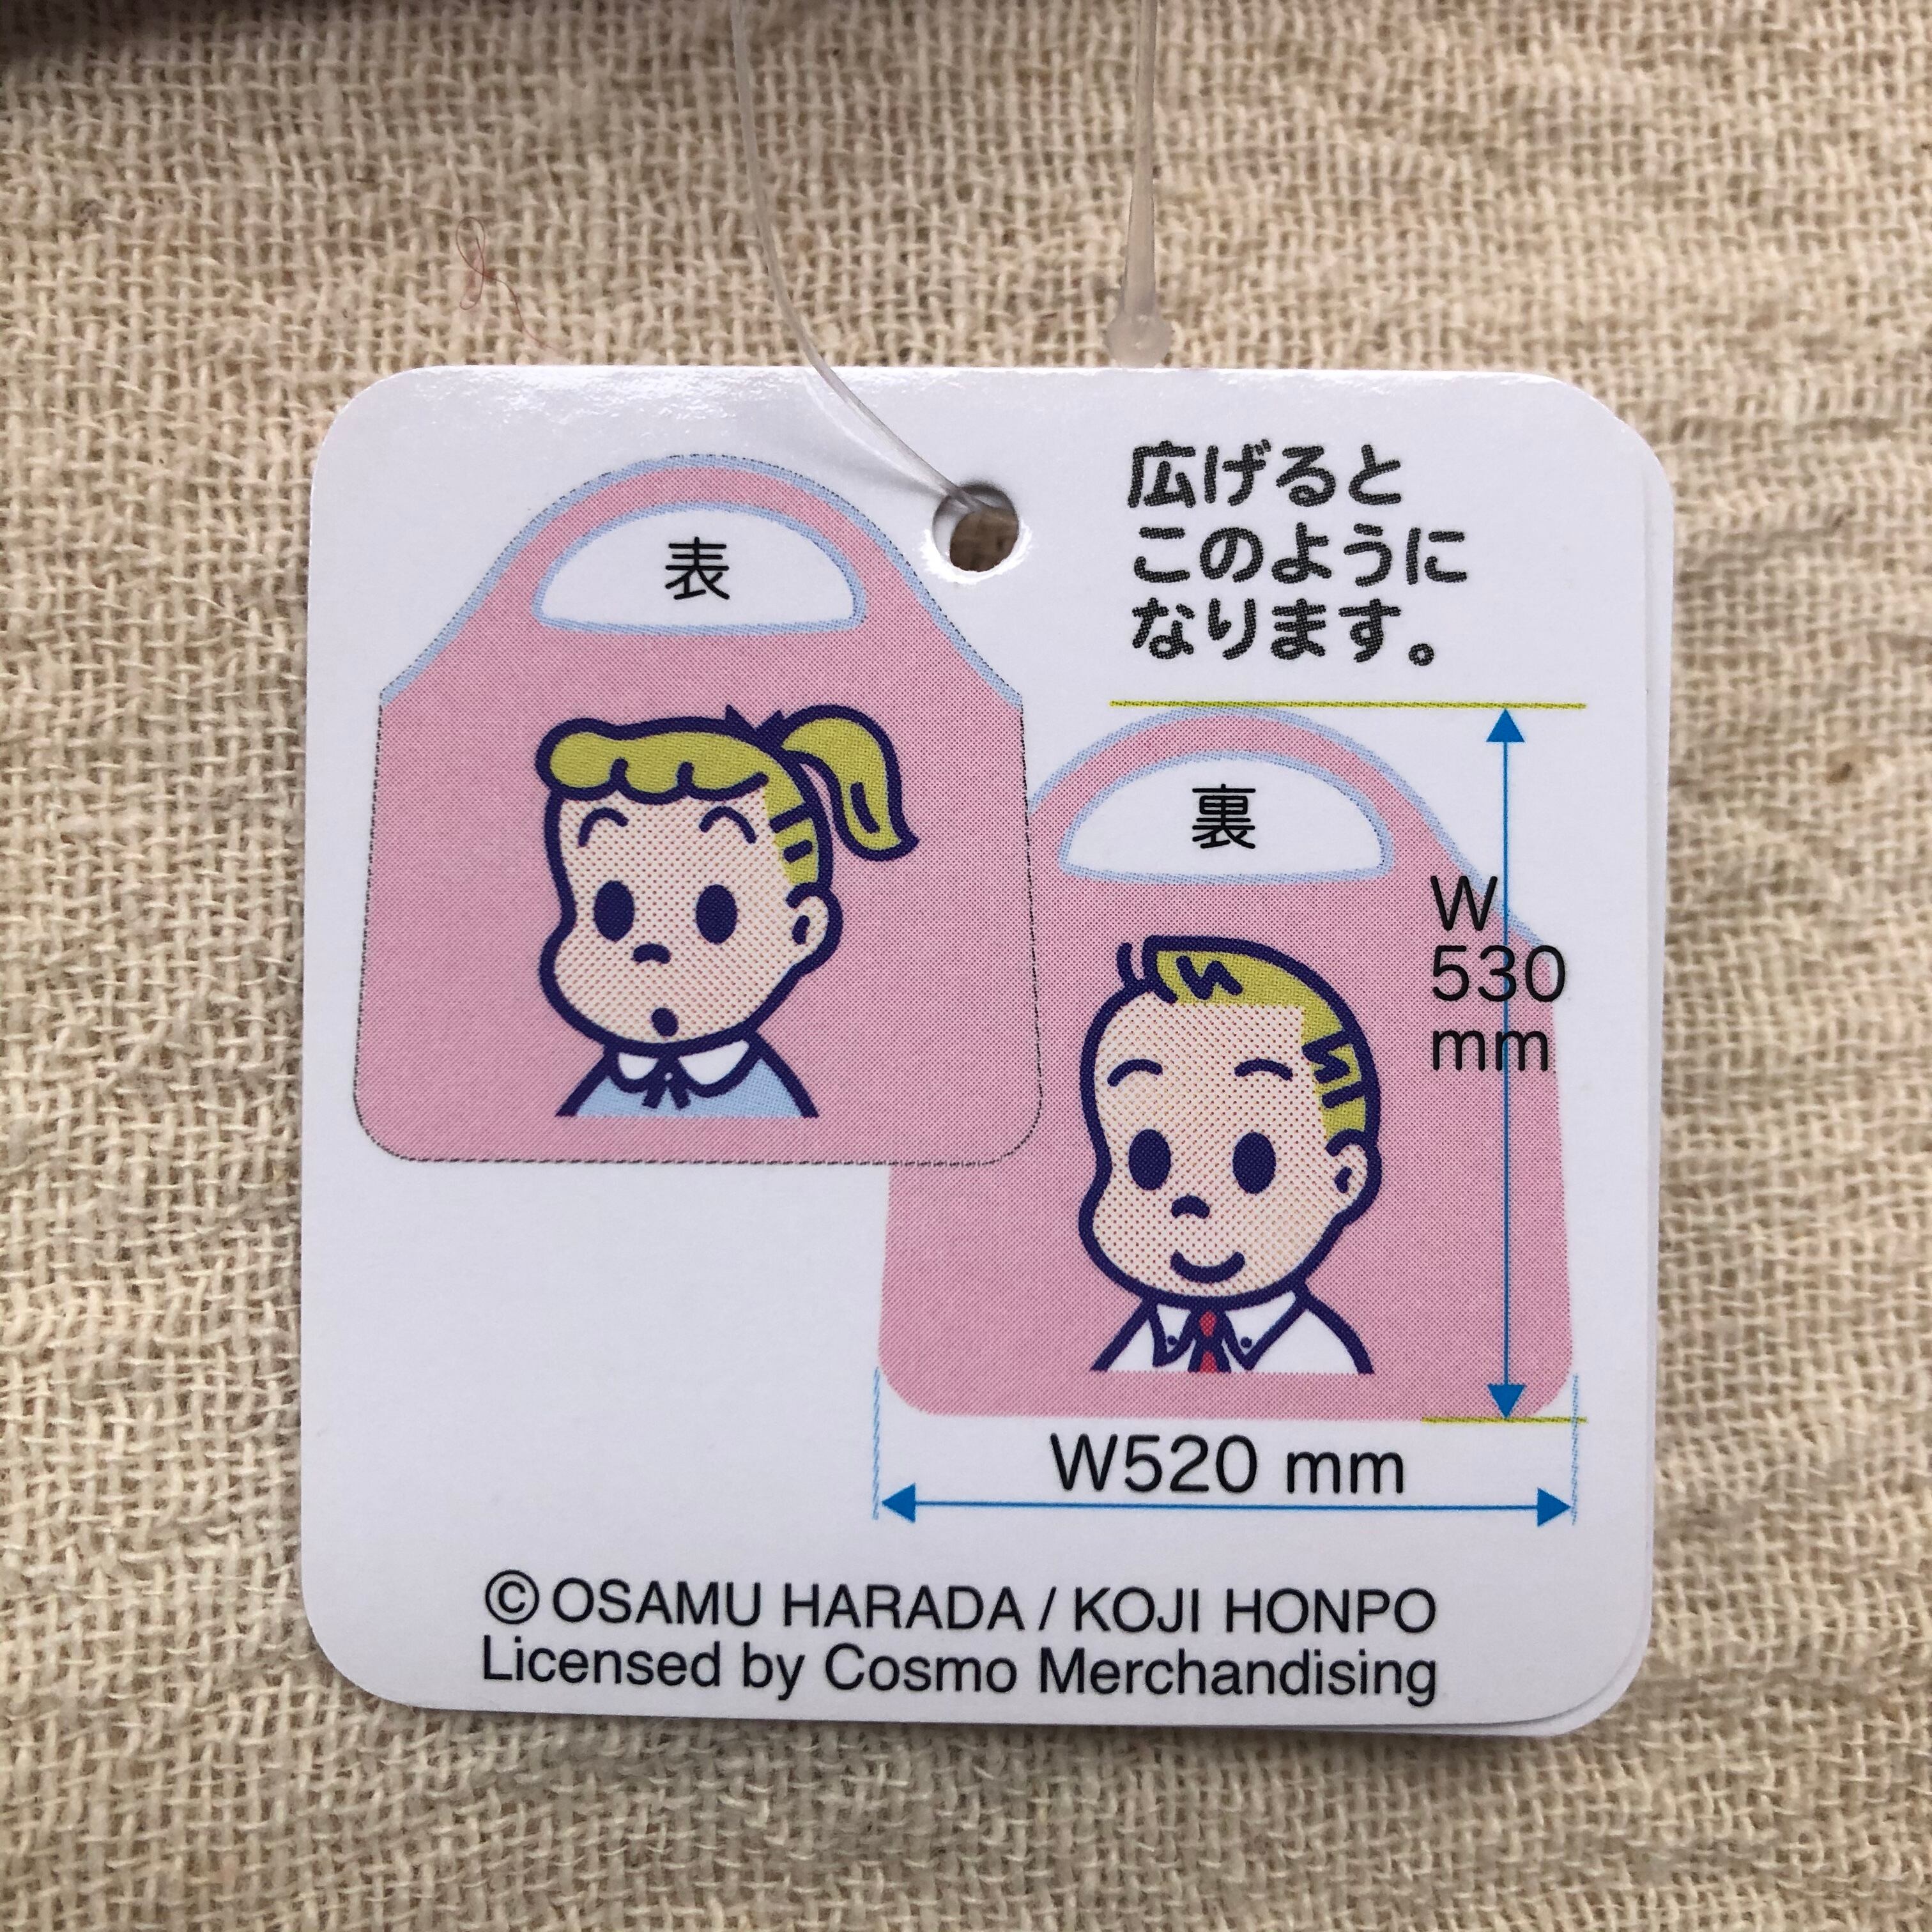 広げると
このように
なります。
表
裏
W
530
mm
W520 mm
©OSAMU HARADA / KOJI HONPO
Licensed by Cosmo Merchandising